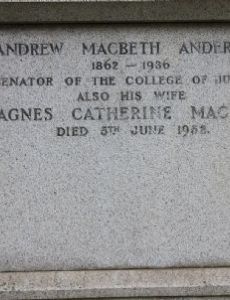 ANDREW MACBETH ANDER
1862 — 1936
SENATOR OF THE COLLEGE OF JU
ALSO HIS WIFE
AGNES CATHERINE MAC
DIED 5TH JUNE 1952.